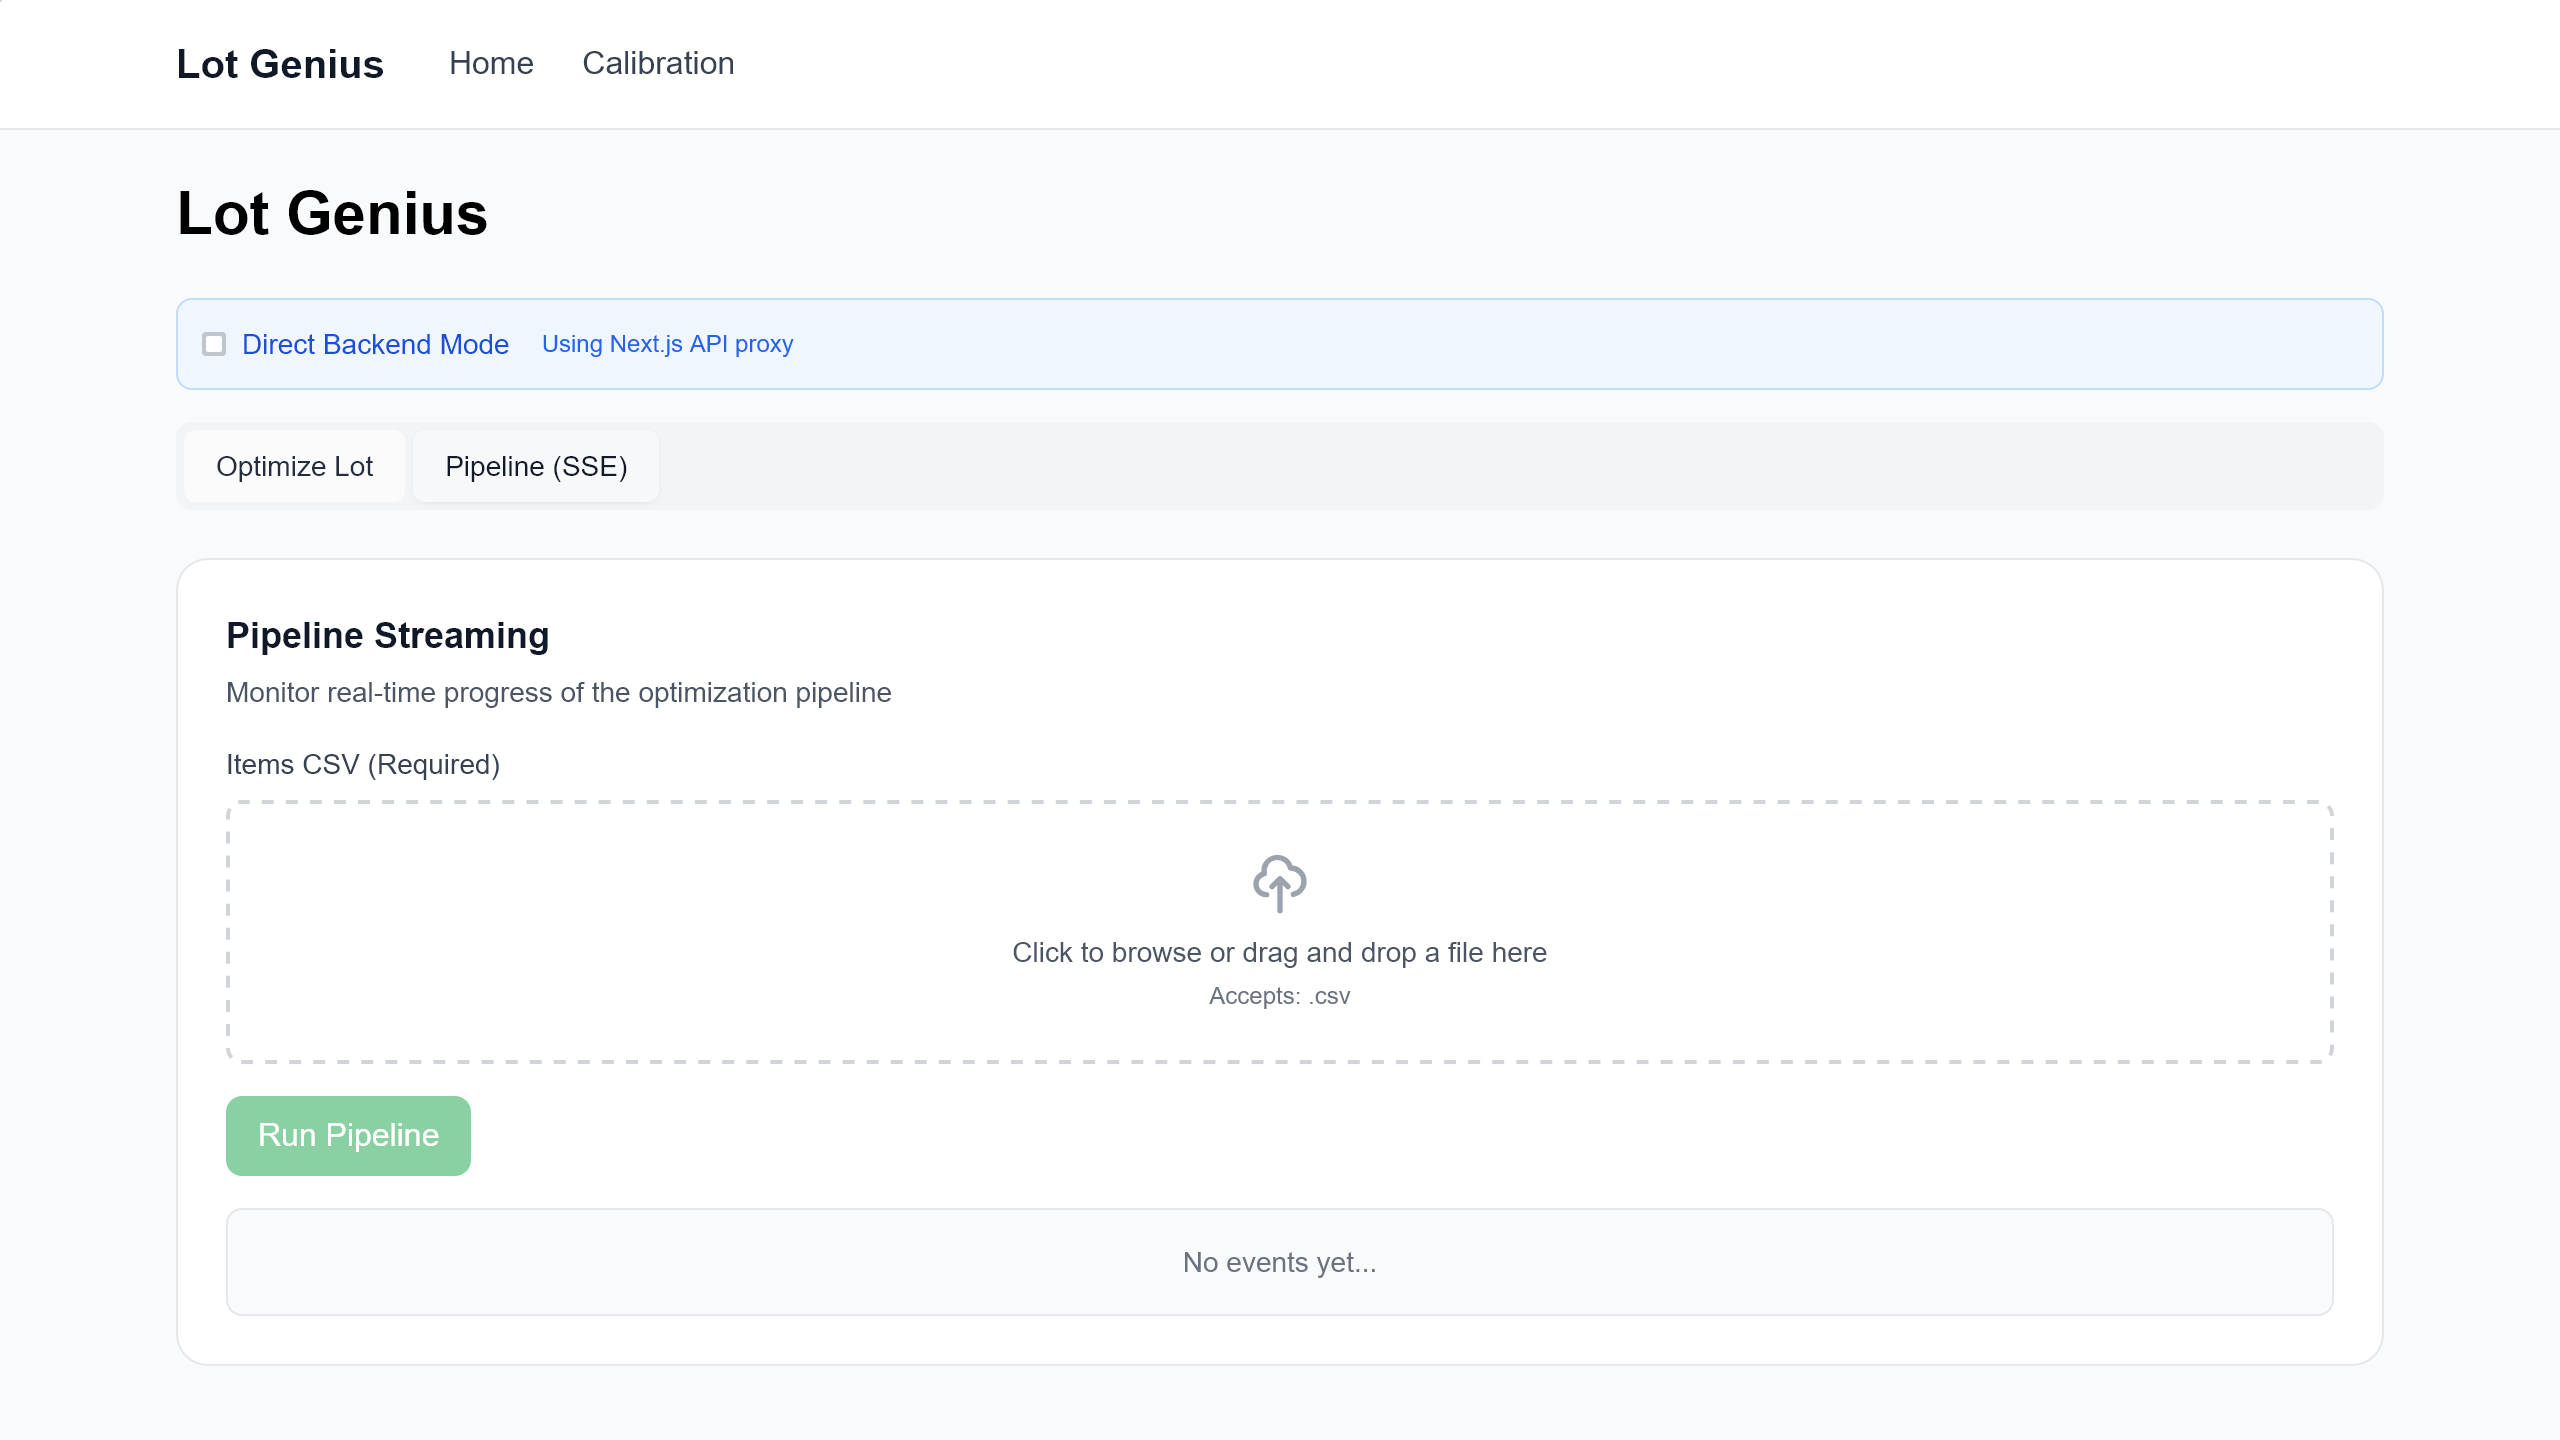 Lot Genius Home Calibration
Lot Genius
Direct Backend Mode Using Next.js API proxy
Optimize Lot Pipeline (SSE)
Pipeline Streaming
Monitor real-time progress of the optimization pipeline
Items CSV (Required)
Click to browse or drag and drop a file here
Accepts: .csv
Run Pipeline
No events yet...